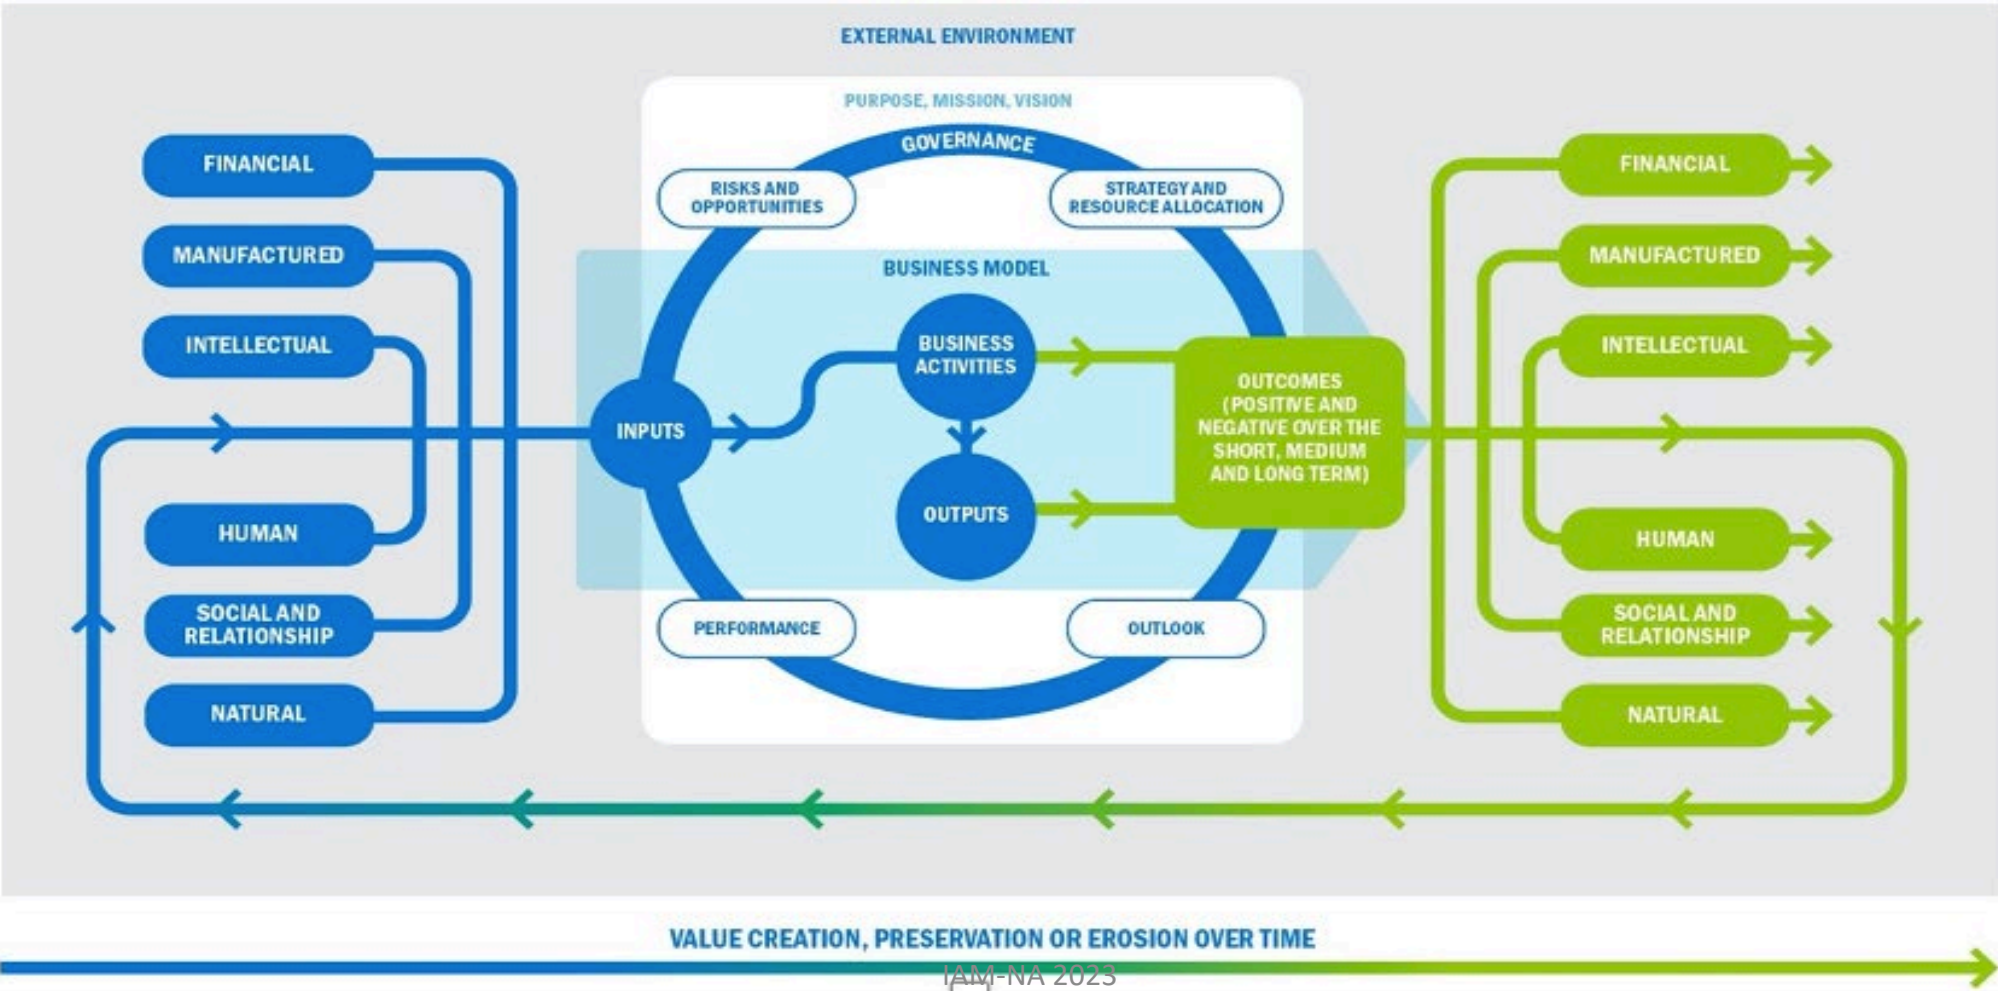 EXTERNAL ENVIRONMENT
PURPOSE, MISSION, VISION
GOVERNANCE
FINANCIAL
MANUFACTURED
INTELLECTUAL
HUMAN
SOCIAL AND
RELATIONSHIP
NATURAL
RISKS AND
OPPORTUNITIES
STRATEGY AND
RESOURCE ALLOCATION
BUSINESS MODEL
INPUTS
BUSINESS
ACTIVITIES
OUTPUTS
OUTCOMES
(POSITIVE AND
NEGATIVE OVER THE
SHORT, MEDIUM
AND LONG TERM)
PERFORMANCE
OUTLOOK
FINANCIAL
MANUFACTURED
INTELLECTUAL
HUMAN
SOCIAL AND
RELATIONSHIP
NATURAL
VALUE CREATION, PRESERVATION OR EROSION OVER TIME
IAM-NA 2023